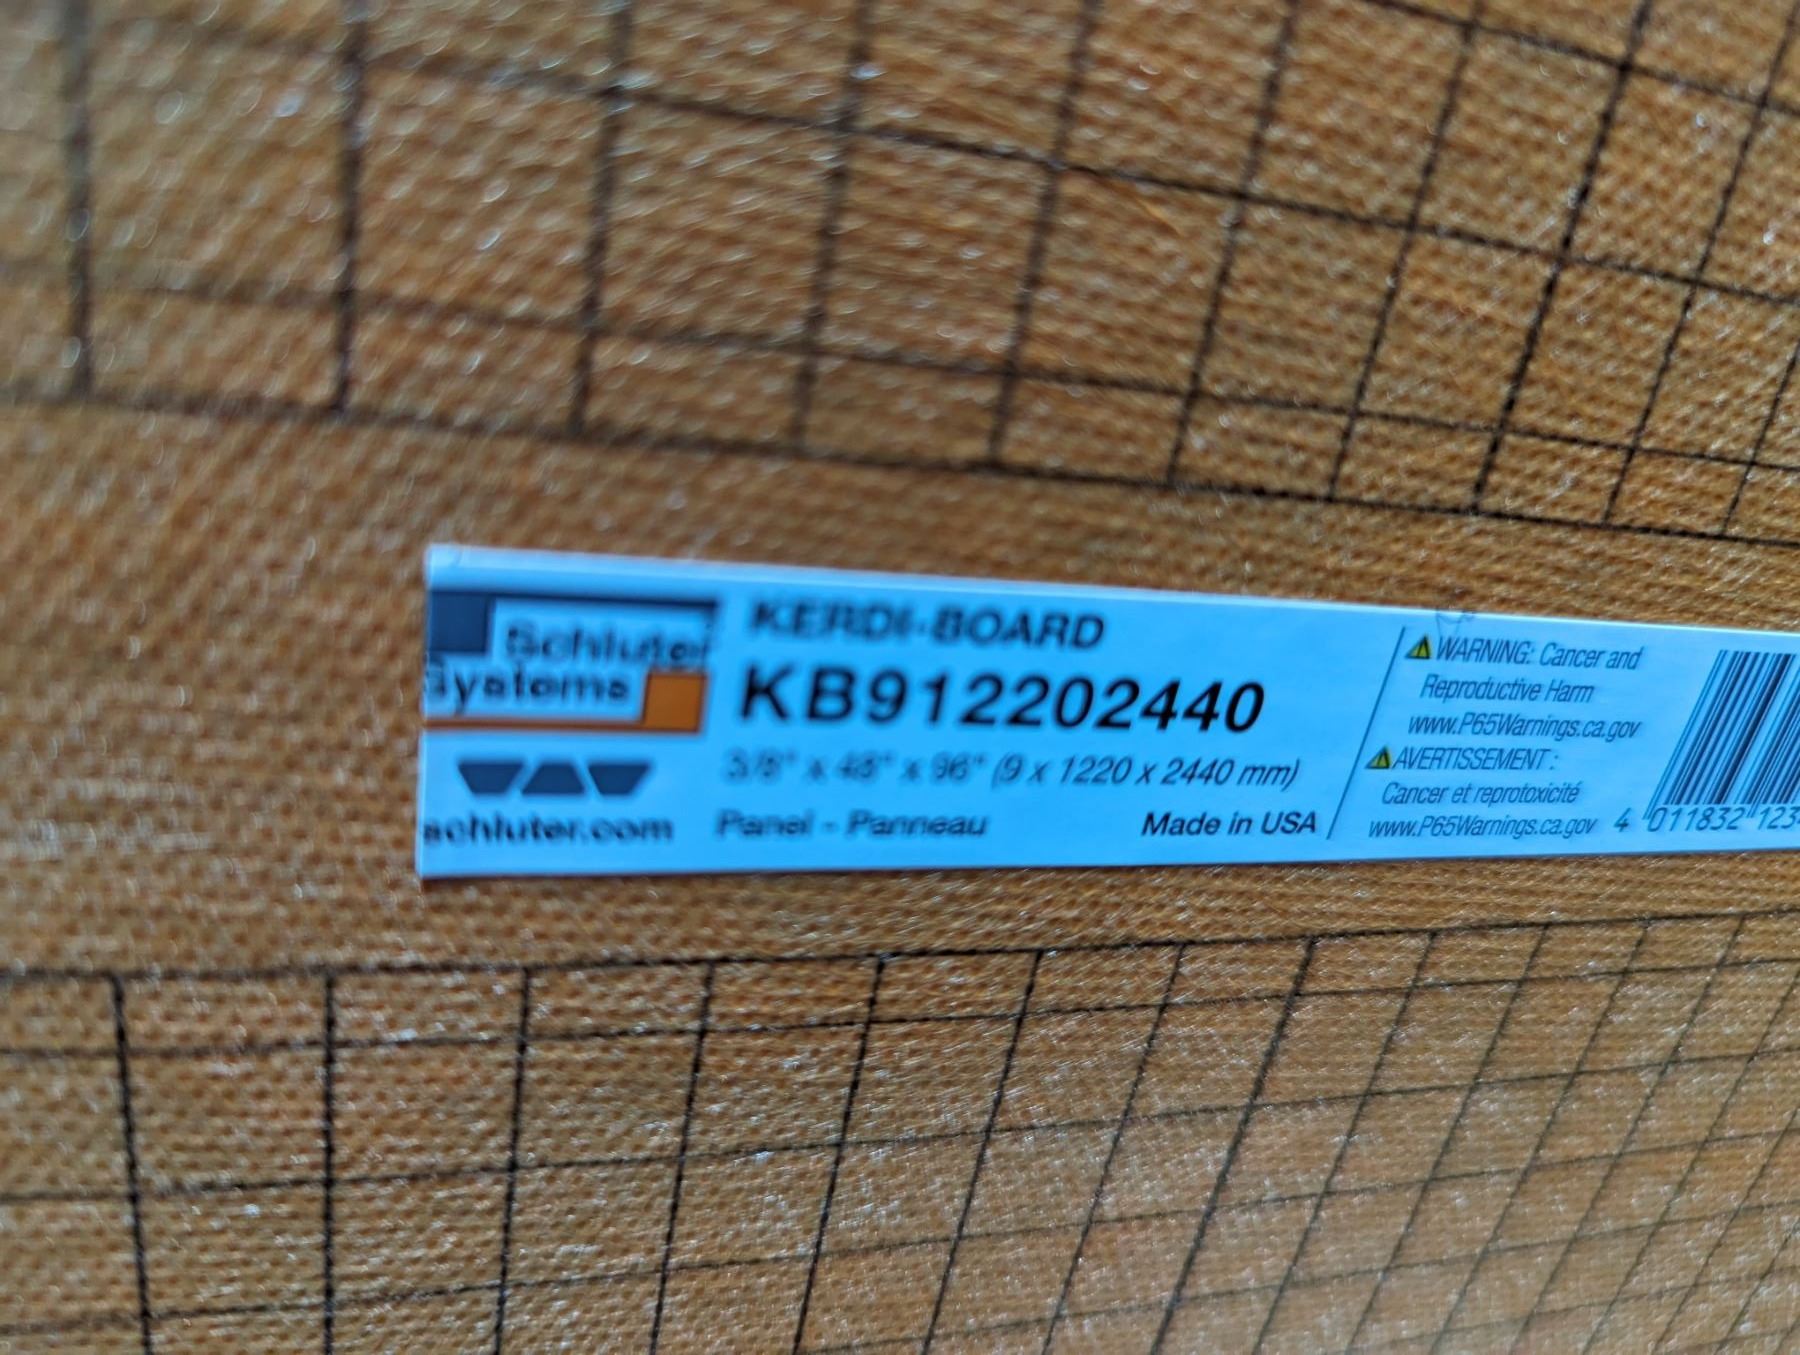 Schluter
Systems
schluter.com
KERDI-BOARD
KB912202440
3/8" x 48" x 96" (9 x 1220 x 2440 mm)
Panel - Panneau
Made in USA
WARNING: Cancer and
Reproductive Harm
www.P65Warnings.ca.gov
AVERTISSEMENT :
Cancer et reprotoxicité
www.P65Warnings.ca.gov
4 011832 123